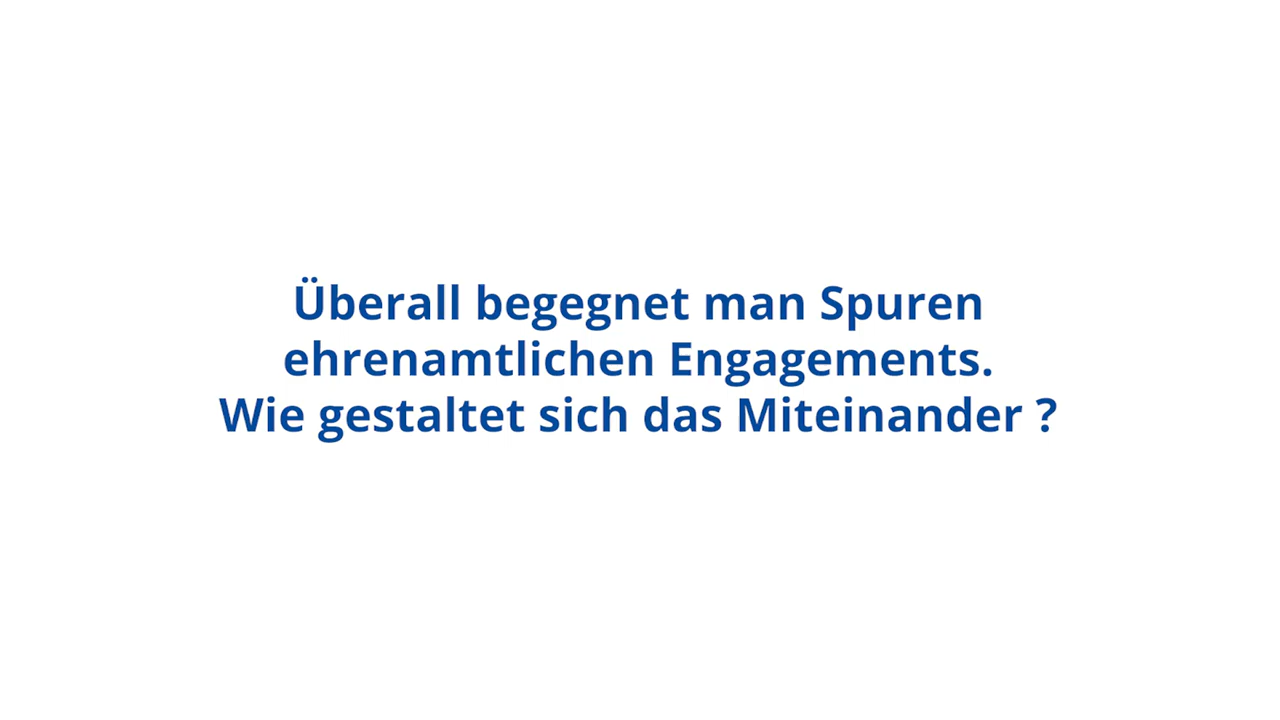 Überall begegnet man Spuren
ehrenamtlichen Engagements.
Wie gestaltet sich das Miteinander ?